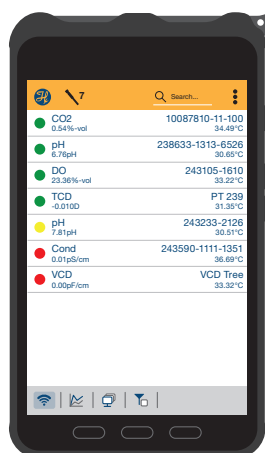 7 Search...
CO2 10087810-11-100
0.54%-vol 34.49°C
pH 238633-1313-6526
6.76pH 30.65°C
DO 243105-1610
23.36%-vol 33.22°C
TCD PT 239
-0.010D 31.35°C
pH 243233-2126
7.81pH 30.51°C
Cond 243590-1111-1351
0.01pS/cm 36.69°C
VCD VCD Tree
0.00pF/cm 33.32°C